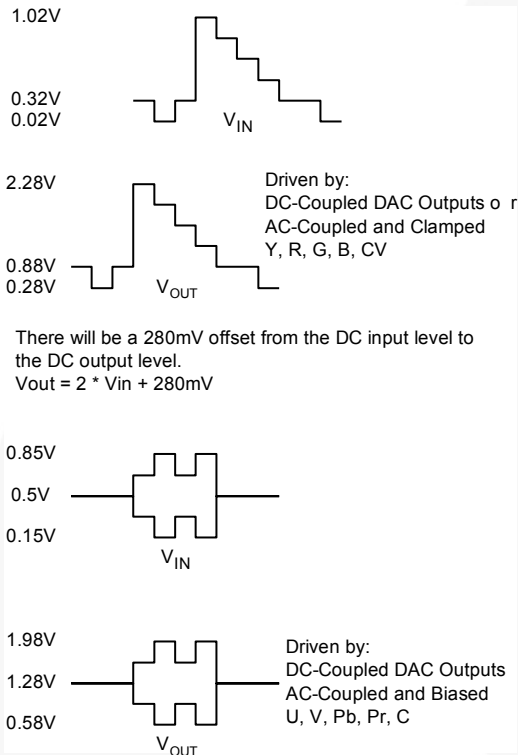 1.02V
0.32V
0.02V
VIN
2.28V
0.88V
0.28V
VOUT
Driven by:
DC-Coupled DAC Outputs o r
AC-Coupled and Clamped
Y, R, G, B, CV
There will be a 280mV offset from the DC input level to
the DC output level.
Vout = 2 * Vin + 280mV
0.85V
0.5V
0.15V
VIN
1.98V
1.28V
0.58V
VOUT
Driven by:
DC-Coupled DAC Outputs
AC-Coupled and Biased
U, V, Pb, Pr, C